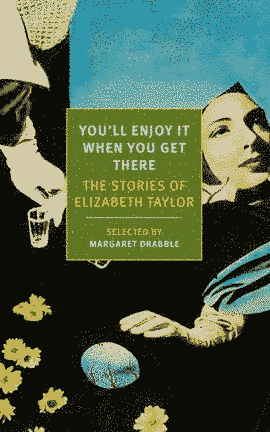 YOU'LL ENJOY IT
WHEN YOU GET
THERE
THE STORIES OF
ELIZABETH TAYLOR
SELECTED BY
MARGARET DRABBLE